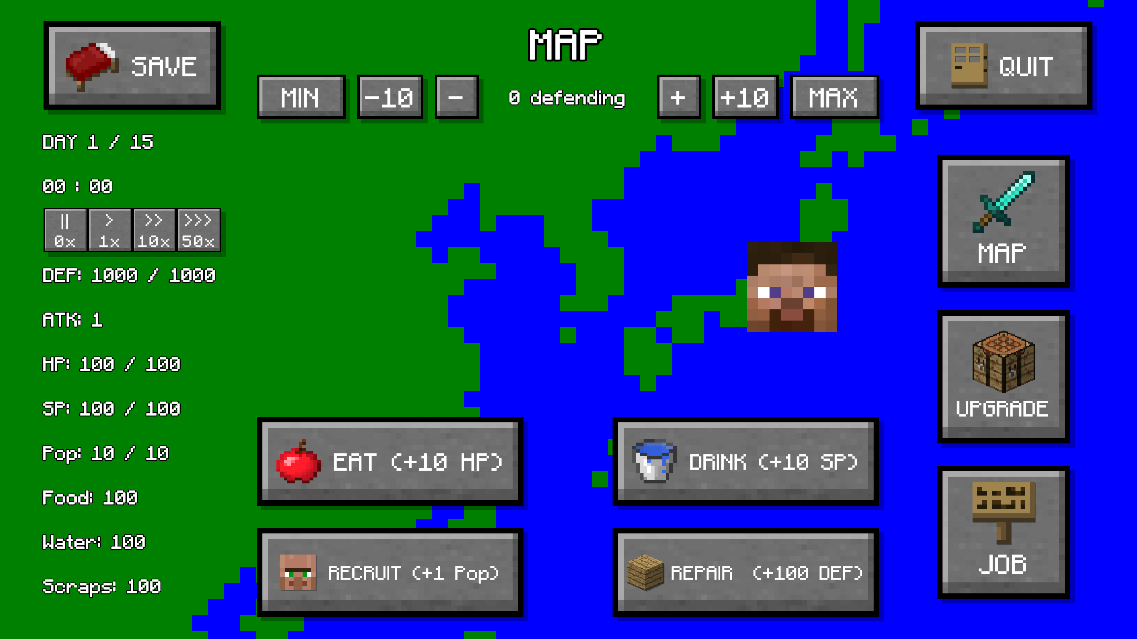 MAP
SAVE
QUIT
MIN
-10
-
0 defending
+
+10
MAX
DAY 1 / 15
00 : 00
|| > >> >>>
0x 1x 10x 50x
DEF: 1000 / 1000
ATK: 1
HP: 100 / 100
SP: 100 / 100
Pop: 10 / 10
Food: 100
Water: 100
Scraps: 100
EAT (+10 HP)
DRINK (+10 SP)
RECRUIT (+1 Pop)
REPAIR (+100 DEF)
MAP
UPGRADE
JOB